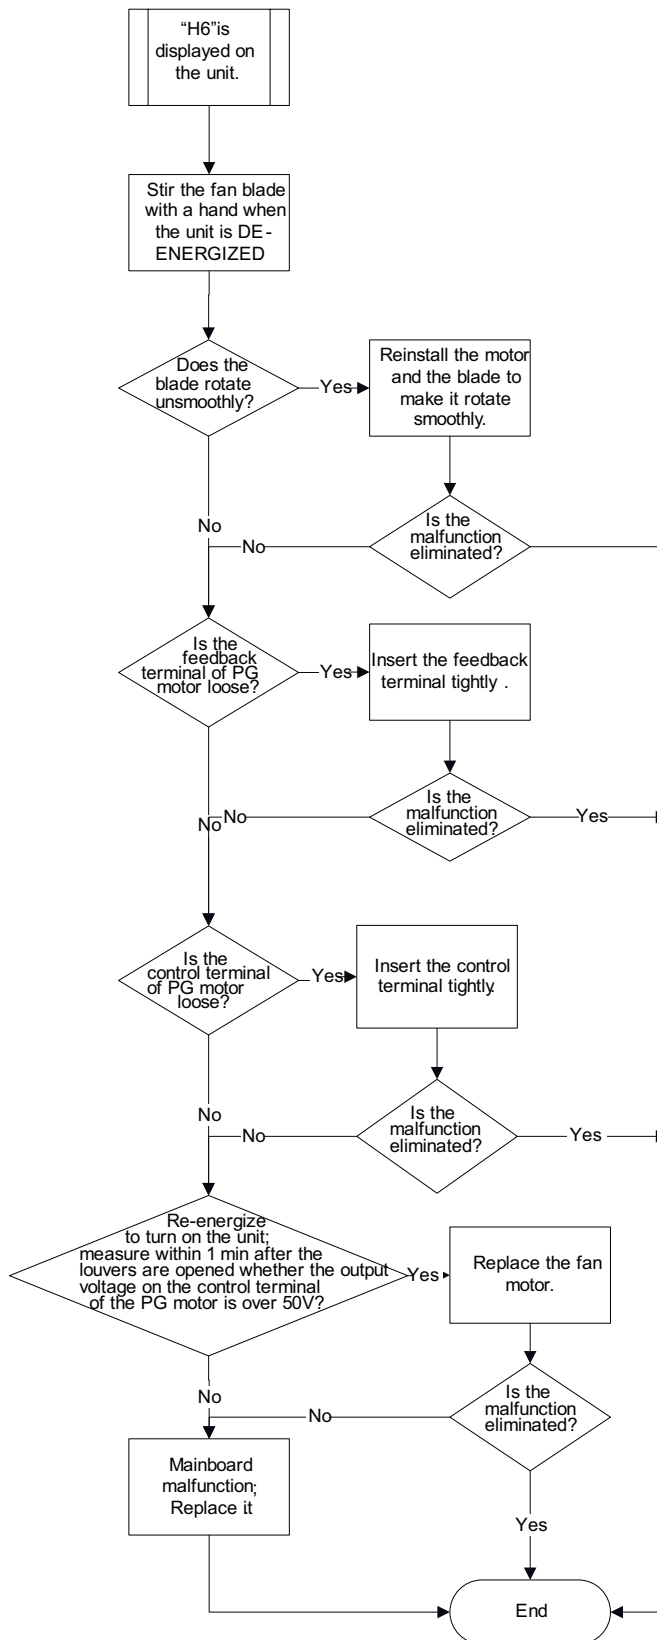 “H6”is
displayed on
the unit.
Stir the fan blade
with a hand when
the unit is DE-
ENERGIZED
Does the
blade rotate
unsmoothly?
Yes
Reinstall the motor
and the blade to
make it rotate
smoothly.
No
No
Is the
malfunction
eliminated?
Is the
feedback
terminal of PG
motor loose?
Yes
Insert the feedback
terminal tightly .
No
No
Is the
malfunction
eliminated?
Yes
Is the
control terminal
of PG motor
loose?
Yes
Insert the control
terminal tightly.
No
No
Is the
malfunction
eliminated?
Yes
Re-energize
to turn on the unit;
measure within 1 min after the
louvers are opened whether the output
voltage on the control terminal
of the PG motor is over 50V?
Yes
Replace the fan
motor.
No
No
Is the
malfunction
eliminated?
Mainboard
malfunction;
Replace it
Yes
End